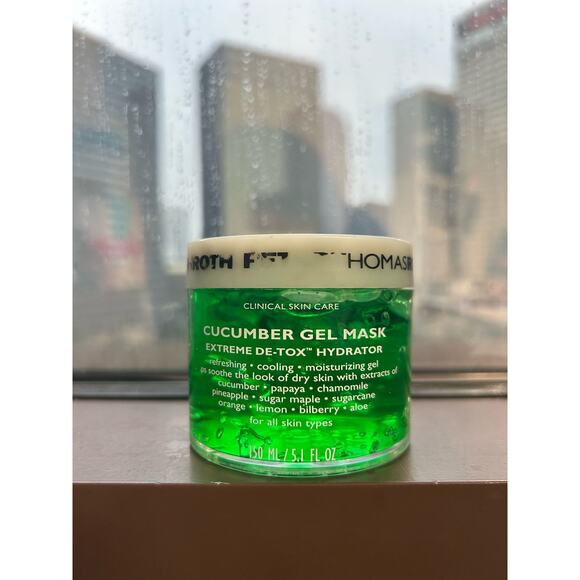 ROTH THOMAS
CLINICAL SKIN CARE
CUCUMBER GEL MASK
EXTREME DE-TOX™ HYDRATOR
refreshing • cooling • moisturizing gel
soothe the look of dry skin with extracts of
cucumber • papaya • chamomile
pineapple • sugar maple • sugarcane
orange • lemon • bilberry • aloe
for all skin types
150 ML / 5.1 FL OZ